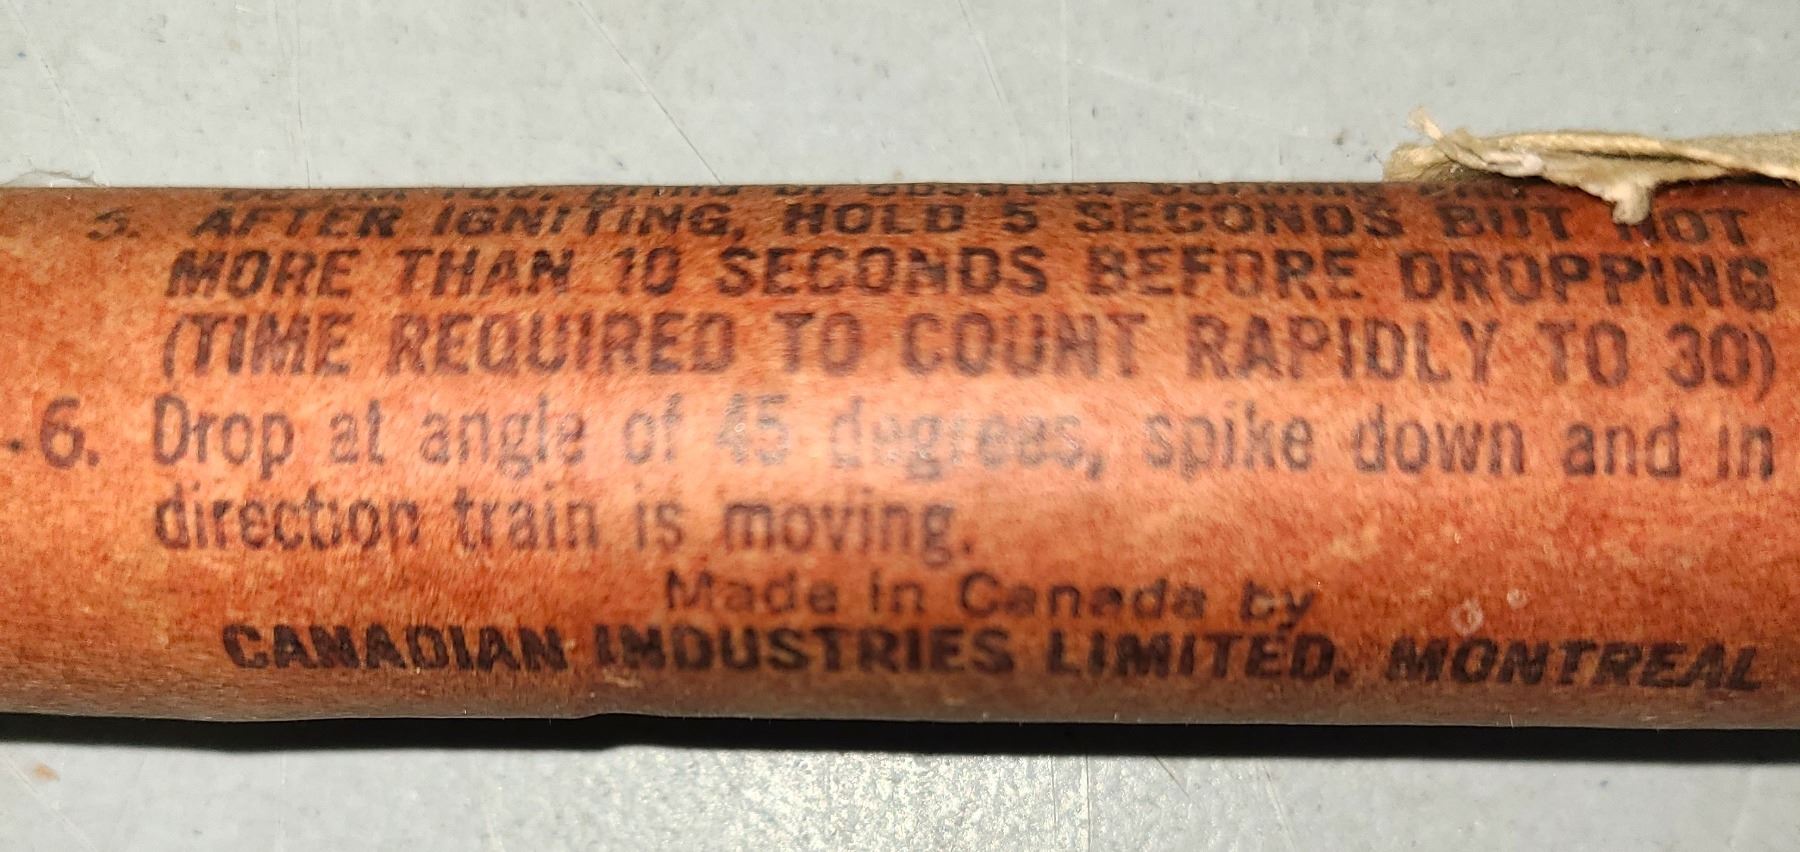 5. AFTER IGNITING, HOLD 5 SECONDS BUT NOT
MORE THAN 10 SECONDS BEFORE DROPPING
(TIME REQUIRED TO COUNT RAPIDLY TO 30)
6. Drop at angle of 45 degrees, spike down and in
direction train is moving.
Made in Canada by
CANADIAN INDUSTRIES LIMITED, MONTREAL